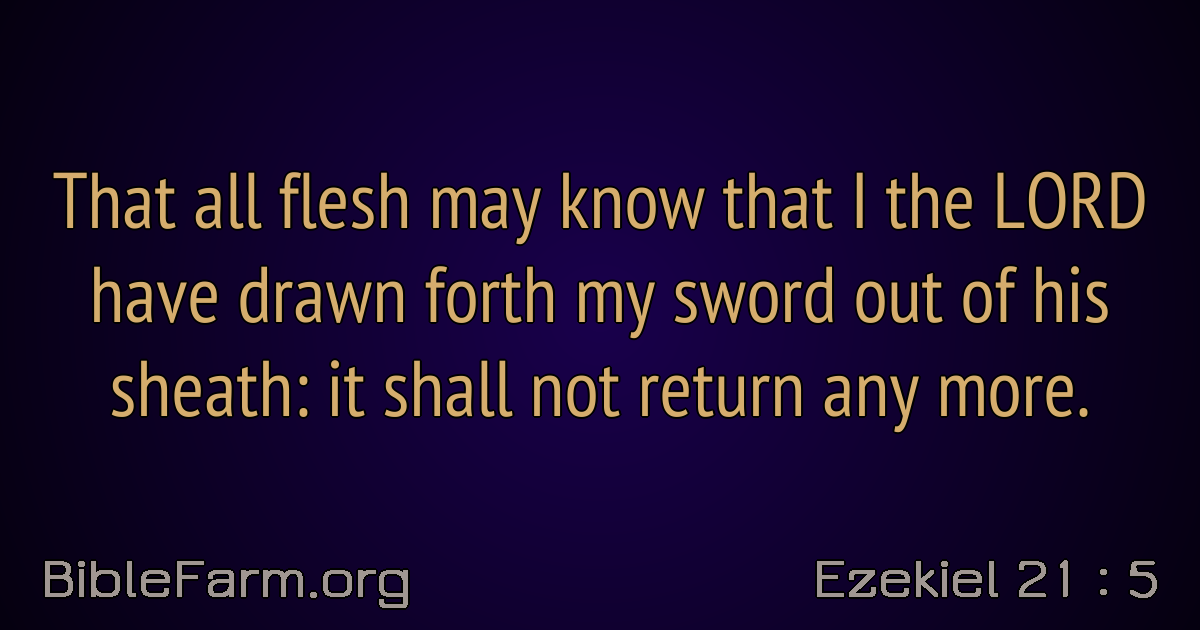 That all flesh may know that I the LORD
have drawn forth my sword out of his
sheath: it shall not return any more.
BibleFarm.org
Ezekiel 21 : 5